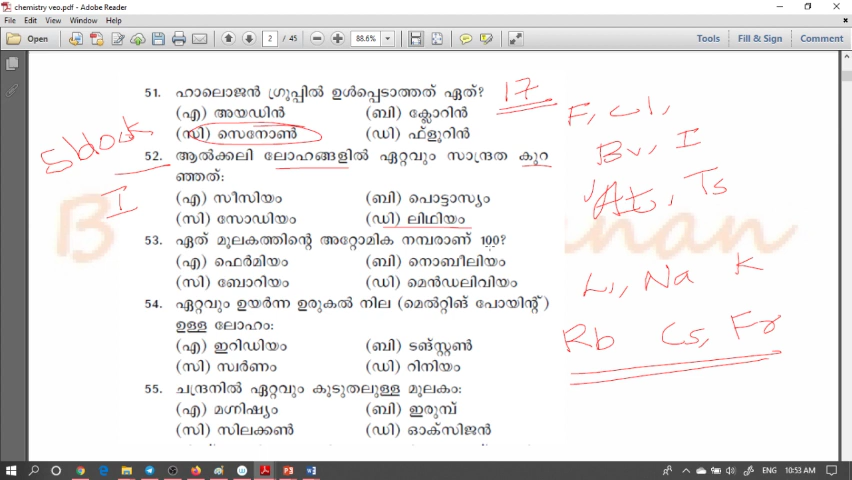 chemistry veo.pdf - Adobe Reader
File Edit View Window Help
Open 2 / 45 88.6% Tools Fill & Sign Comment
51. ഹാലൊജൻ ഗ്രൂപ്പിൽ ഉൾപ്പെടാത്തത് ഏത്? 17
(എ) അയഡിൻ (ബി) ക്ലോറിൻ F, Cl,
(സി) സെനോൺ (ഡി) ഫ്ളൂറിൻ
S block
52. ആൽക്കലി ലോഹങ്ങളിൽ ഏറ്റവും സാന്ദ്രത കുറ Br, I
ഞ്ഞത്:
(എ) സീസിയം (ബി) പൊട്ടാസ്യം At, Ts
I
(സി) സോഡിയം (ഡി) ലിഥിയം
53. ഏത് മൂലകത്തിന്റെ അറ്റോമിക നമ്പരാണ് 100?
(എ) ഫെർമിയം (ബി) നൊബീലിയം
(സി) ബോറിയം (ഡി) മെൻഡലിവിയം Li, Na K
54. ഏറ്റവും ഉയർന്ന ഉരുകൽ നില (മെൽറ്റിങ് പോയിന്റ്)
ഉള്ള ലോഹം: Rb Cs, Fr
(എ) ഇറിഡിയം (ബി) ടങ്സ്റ്റൺ
(സി) സ്വർണം (ഡി) റിനിയം
55. ചന്ദ്രനിൽ ഏറ്റവും കൂടുതലുള്ള മൂലകം:
(എ) മഗ്നീഷ്യം (ബി) ഇരുമ്പ്
(സി) സിലക്കൺ (ഡി) ഓക്സിജൻ
ENG 10:53 AM